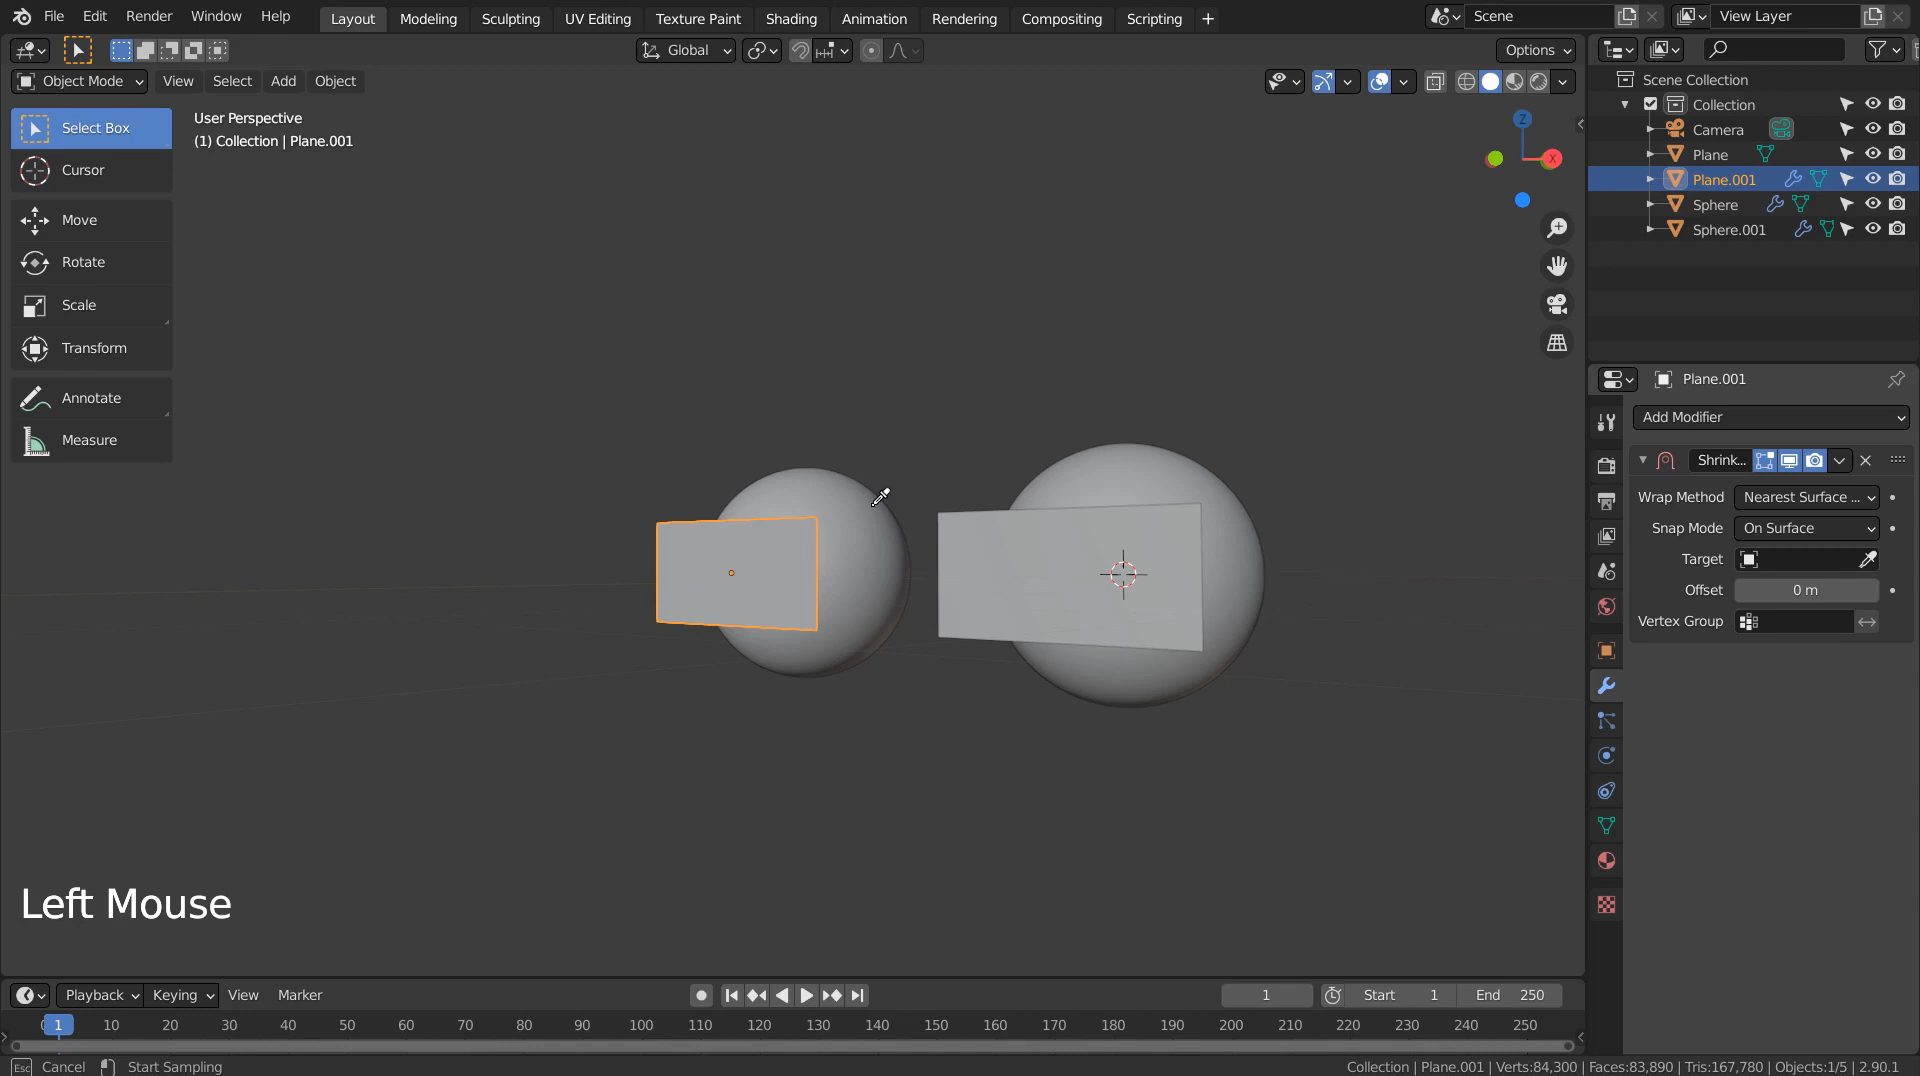 File Edit Render Window Help Layout Modeling Sculpting UV Editing Texture Paint Shading Animation Rendering Compositing Scripting + Scene View Layer
Global Options
Object Mode View Select Add Object
Select Box
Cursor
Move
Rotate
Scale
Transform
Annotate
Measure
User Perspective
(1) Collection | Plane.001
Z
X
Left Mouse
Scene Collection
Collection
Camera
Plane
Plane.001
Sphere
Sphere.001
Plane.001
Add Modifier
Shrink...
Wrap Method Nearest Surface ...
Snap Mode On Surface
Target
Offset 0 m
Vertex Group
Playback Keying View Marker 1 Start 1 End 250
1 10 20 30 40 50 60 70 80 90 100 110 120 130 140 150 160 170 180 190 200 210 220 230 240 250
Esc Cancel Start Sampling Collection | Plane.001 | Verts:84,300 | Faces:83,890 | Tris:167,780 | Objects:1/5 | 2.90.1